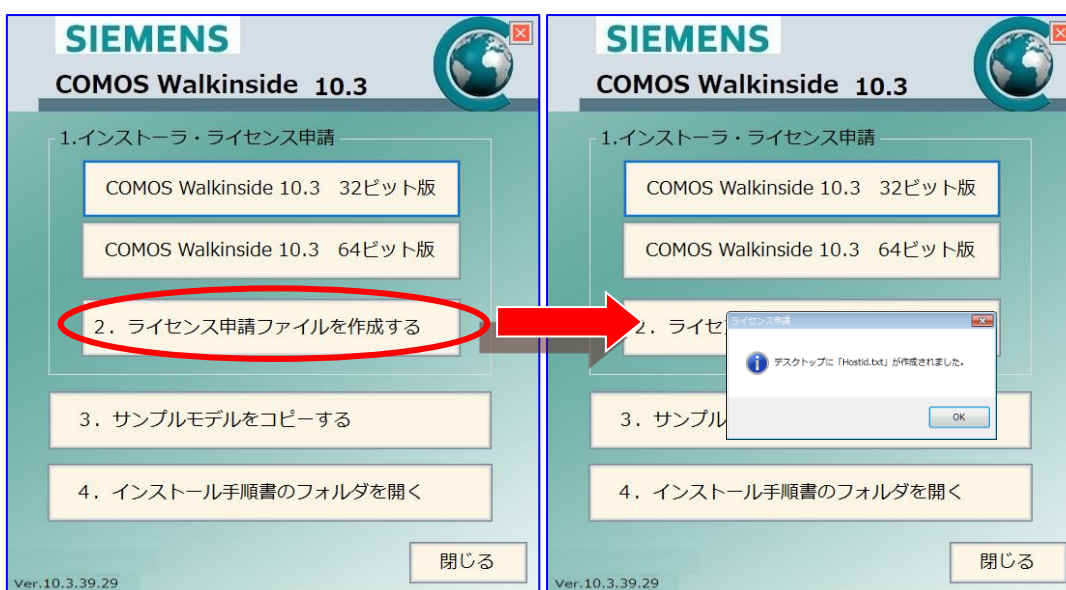 SIEMENS
COMOS Walkinside 10.3
1.インストーラ・ライセンス申請
COMOS Walkinside 10.3 32ビット版
COMOS Walkinside 10.3 64ビット版
2．ライセンス申請ファイルを作成する
3．サンプルモデルをコピーする
4．インストール手順書のフォルダを開く
閉じる
Ver.10.3.39.29
SIEMENS
COMOS Walkinside 10.3
1.インストーラ・ライセンス申請
COMOS Walkinside 10.3 32ビット版
COMOS Walkinside 10.3 64ビット版
2．ライセ
ライセンス申請
デスクトップに「Hostid.txt」が作成されました。
OK
3．サンプル
4．インストール手順書のフォルダを開く
閉じる
Ver.10.3.39.29